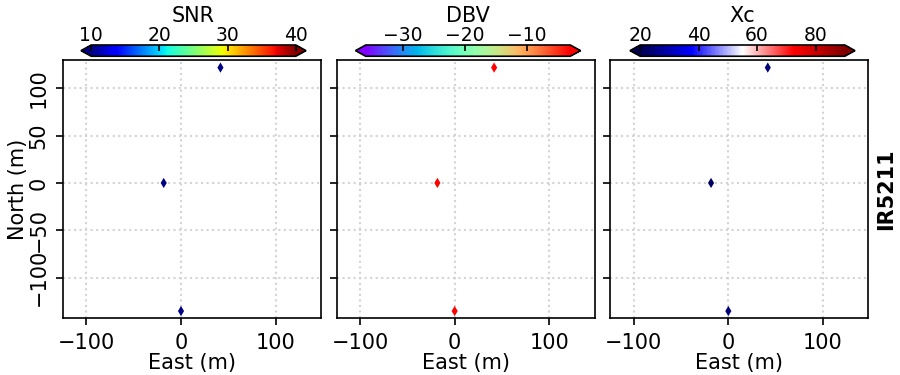 SNR DBV Xc
10 20 30 40 −30 −20 −10 20 40 60 80
North (m)
100
50
0
−50
−100
IR5211
−100 0 100 −100 0 100 −100 0 100
East (m) East (m) East (m)